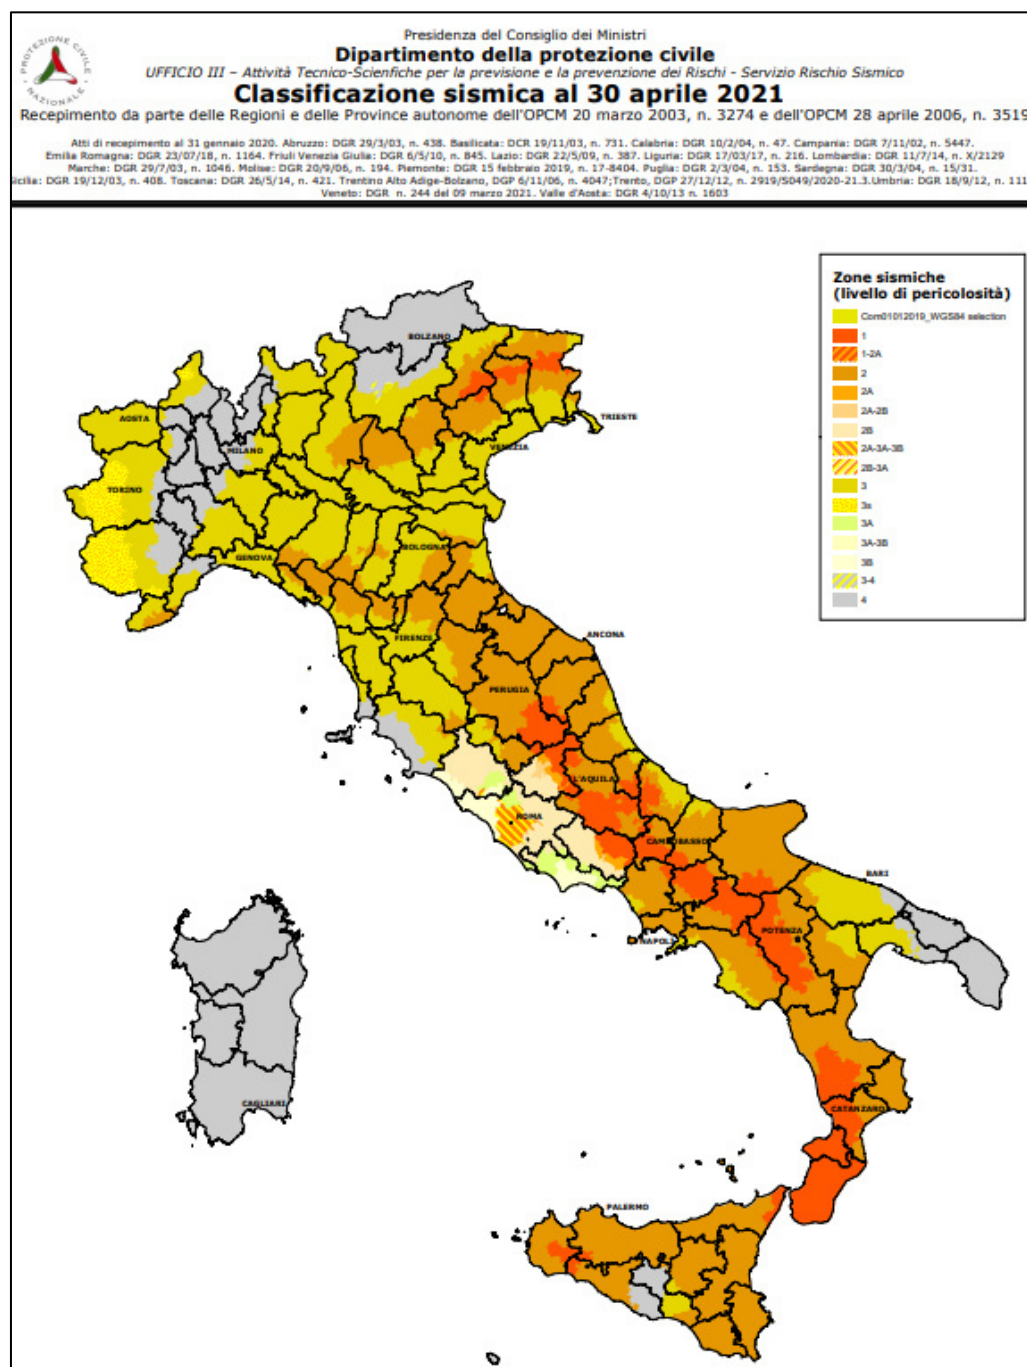 PROTEZIONE CIVILE
NAZIONALE
Presidenza del Consiglio dei Ministri
Dipartimento della protezione civile
UFFICIO III – Attività Tecnico-Scienfiche per la previsione e la prevenzione dei Rischi - Servizio Rischio Sismico
Classificazione sismica al 30 aprile 2021
Recepimento da parte delle Regioni e delle Province autonome dell'OPCM 20 marzo 2003, n. 3274 e dell'OPCM 28 aprile 2006, n. 3519
Atti di recepimento al 31 gennaio 2020. Abruzzo: DGR 29/3/03, n. 438. Basilicata: DCR 19/11/03, n. 731. Calabria: DGR 10/2/04, n. 47. Campania: DGR 7/11/02, n. 5447.
Emilia Romagna: DGR 23/07/18, n. 1164. Friuli Venezia Giulia: DGR 6/5/10, n. 845. Lazio: DGR 22/5/09, n. 387. Liguria: DGR 17/03/17, n. 216. Lombardia: DGR 11/7/14, n. X/2129
Marche: DGR 29/7/03, n. 1046. Molise: DGR 20/9/06, n. 194. Piemonte: DGR 15 febbraio 2019, n. 17-8404. Puglia: DGR 2/3/04, n. 153. Sardegna: DGR 30/3/04, n. 15/31.
icilia: DGR 19/12/03, n. 408. Toscana: DGR 26/5/14, n. 421. Trentino Alto Adige-Bolzano, DGP 6/11/06, n. 4047;Trento, DGP 27/12/12, n. 2919/S049/2020-21.3.Umbria: DGR 18/9/12, n. 111
Veneto: DGR n. 244 del 09 marzo 2021. Valle d'Aosta: DGR 4/10/13 n. 1603
Zone sismiche
(livello di pericolosità)
Com01012019_WGS84 selection
1
1-2A
2
2A
2A-2B
2B
2A-3A-3B
2B-3A
3
3s
3A
3A-3B
3B
3-4
4
BOLZANO
AOSTA
TRIESTE
MILANO
VENEZIA
TORINO
BOLOGNA
GENOVA
FIRENZE
ANCONA
PERUGIA
L'AQUILA
ROMA
CAMPOBASSO
BARI
NAPOLI
POTENZA
CAGLIARI
CATANZARO
PALERMO